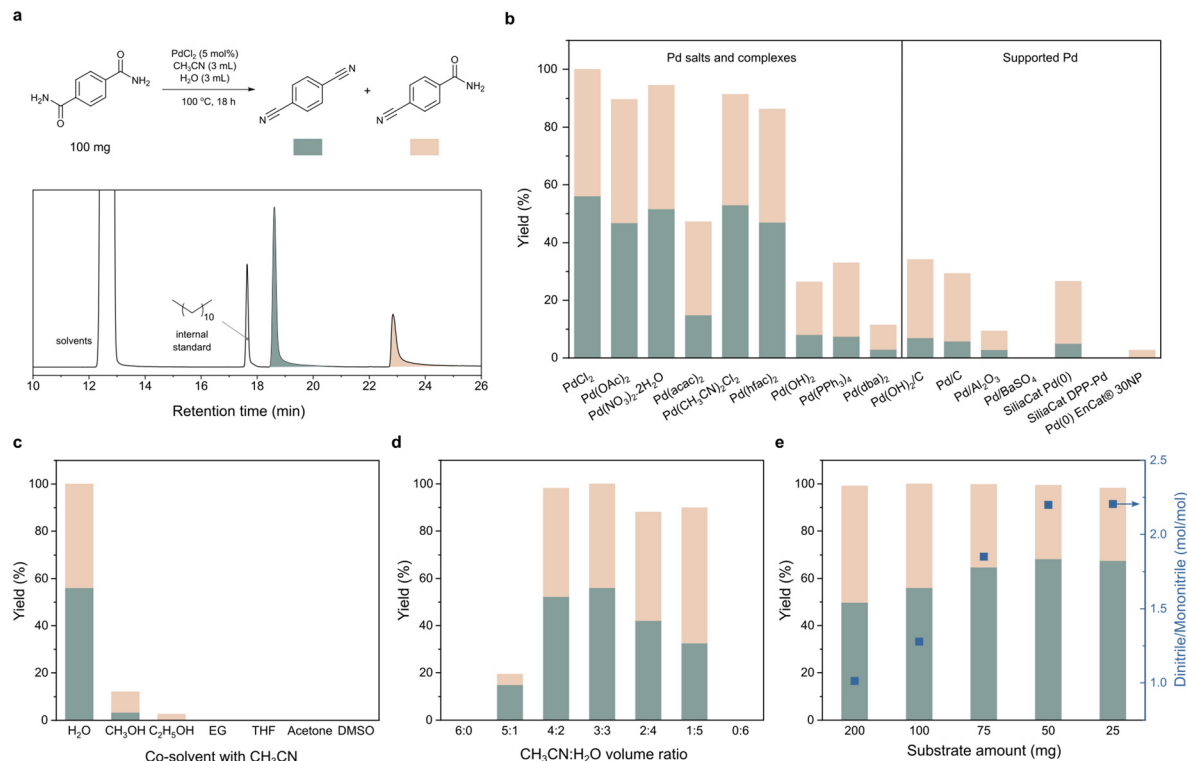 a
PdCl2 (5 mol%)
CH3CN (3 mL)
H2O (3 mL)
100 °C, 18 h
O
NH2
H2N
O
N
N
+
O
NH2
N
100 mg
solvents
10
internal
standard
10 12 14 16 18 20 22 24 26
Retention time (min)
b
Pd salts and complexes
Supported Pd
Yield (%)
100
80
60
40
20
0
PdCl2
Pd(OAc)2
Pd(NO3)2.2H2O
Pd(acac)2
Pd(CH3CN)2Cl2
Pd(hfac)2
Pd(OH)2
Pd(PPh3)4
Pd(dba)2
Pd(OH)2/C
Pd/C
Pd/Al2O3
Pd/BaSO4
SiliaCat Pd(0)
SiliaCat DPP-Pd
Pd(0) EnCat® 30NP
c
Yield (%)
100
80
60
40
20
0
H2O CH3OH C2H5OH EG THF Acetone DMSO
Co-solvent with CH3CN
d
Yield (%)
100
80
60
40
20
0
6:0 5:1 4:2 3:3 2:4 1:5 0:6
CH3CN:H2O volume ratio
e
Yield (%)
100
80
60
40
20
0
200 100 75 50 25
Substrate amount (mg)
2.5
2.0
1.5
1.0
Dinitrile/Mononitrile (mol/mol)